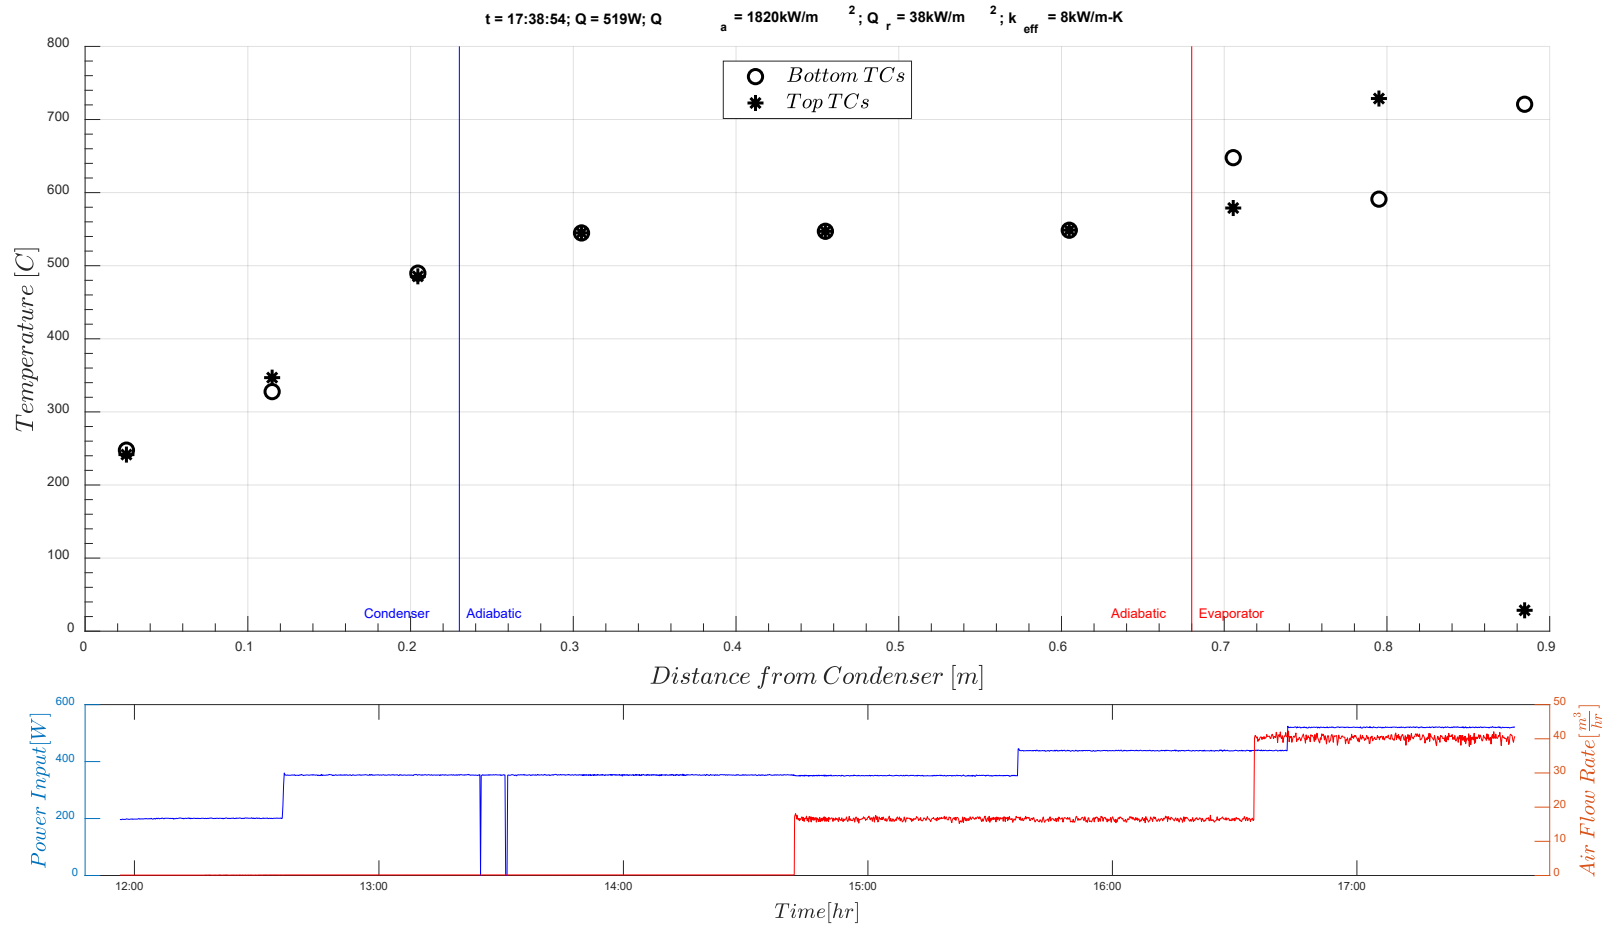 t = 17:38:54; Q = 519W; Q a = 1820kW/m 2 ; Q r = 38kW/m 2 ; k eff = 8kW/m-K
800
Bottom TCs
Top TCs
700
600
500
400
300
200
100
0
Temperature [C]
Condenser
Adiabatic
Adiabatic
Evaporator
0 0.1 0.2 0.3 0.4 0.5 0.6 0.7 0.8 0.9
Distance from Condenser [m]
600
400
200
0
Power Input[W]
50
40
30
20
10
0
Air Flow Rate[m3/hr]
12:00 13:00 14:00 15:00 16:00 17:00
Time[hr]